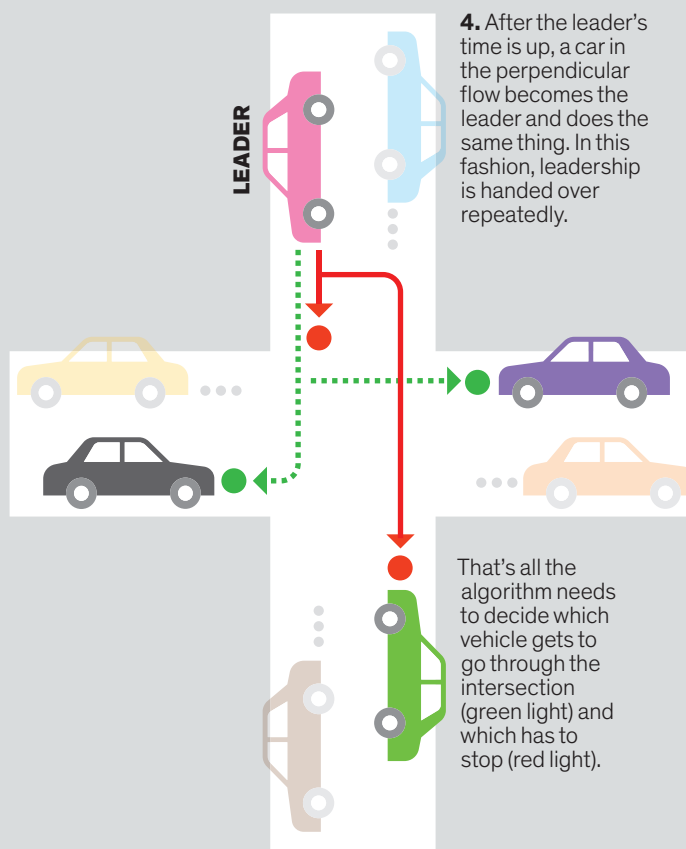 4. After the leader’s
time is up, a car in
the perpendicular
flow becomes the
leader and does the
same thing. In this
fashion, leadership
is handed over
repeatedly.
LEADER
That’s all the
algorithm needs
to decide which
vehicle gets to
go through the
intersection
(green light) and
which has to
stop (red light).